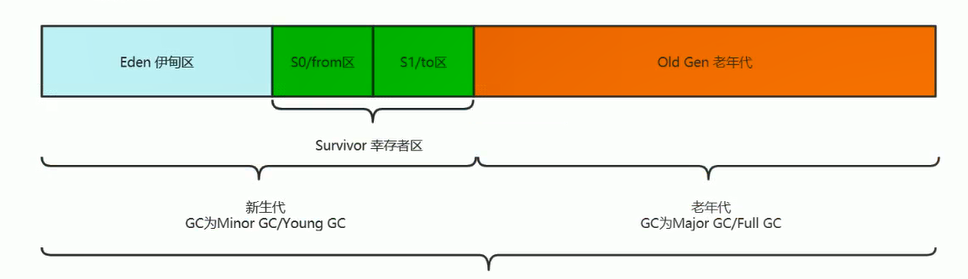 Eden 伊甸区
S0/from区
S1/to区
Old Gen 老年代
Survivor 幸存者区
新生代
GC为Minor GC/Young GC
老年代
GC为Major GC/Full GC